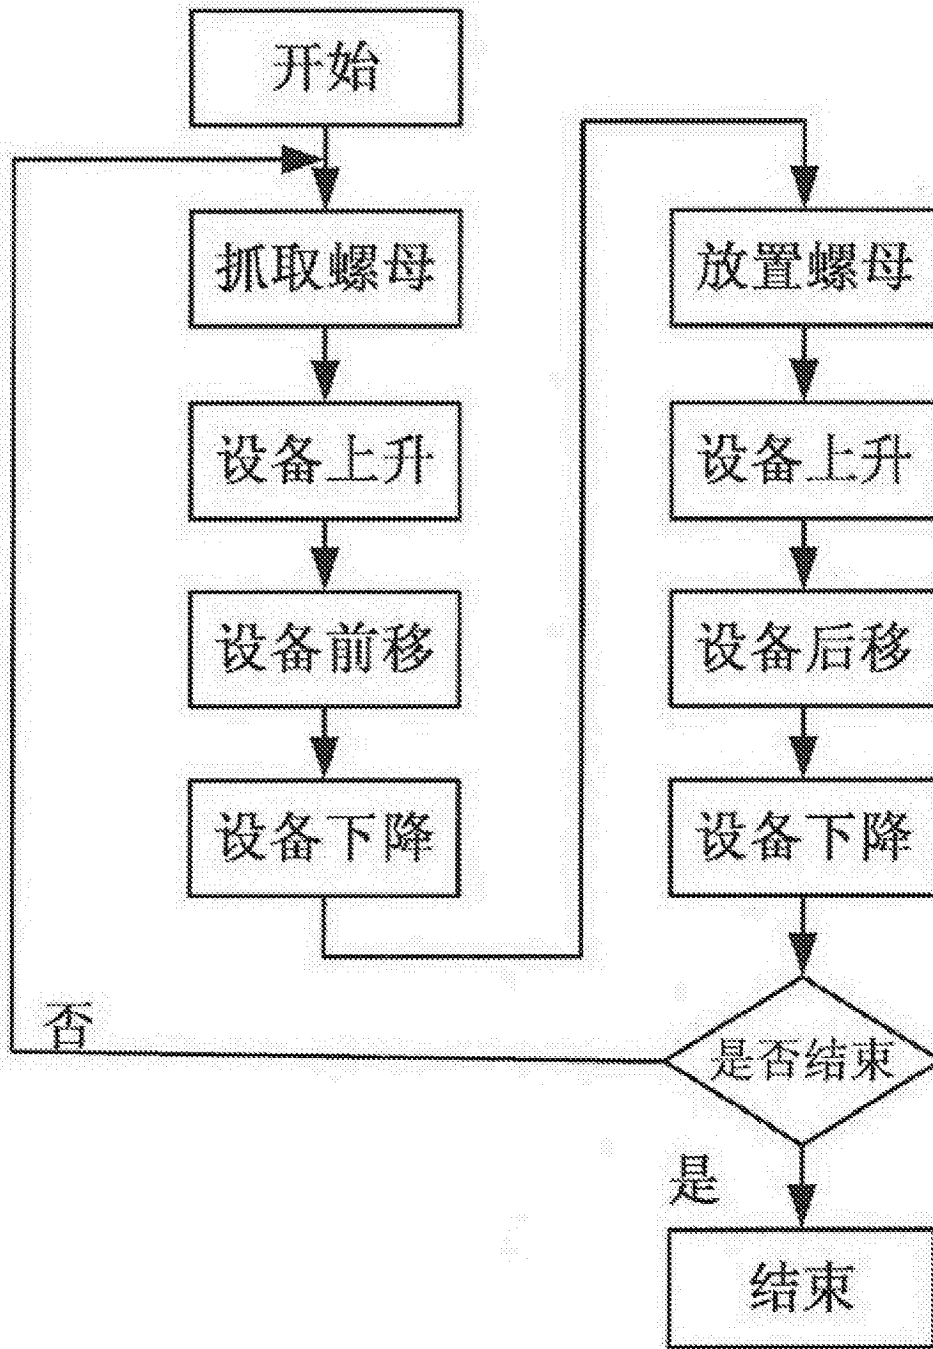 开始
抓取螺母
设备上升
设备前移
设备下降
放置螺母
设备上升
设备后移
设备下降
是否结束
否
是
结束